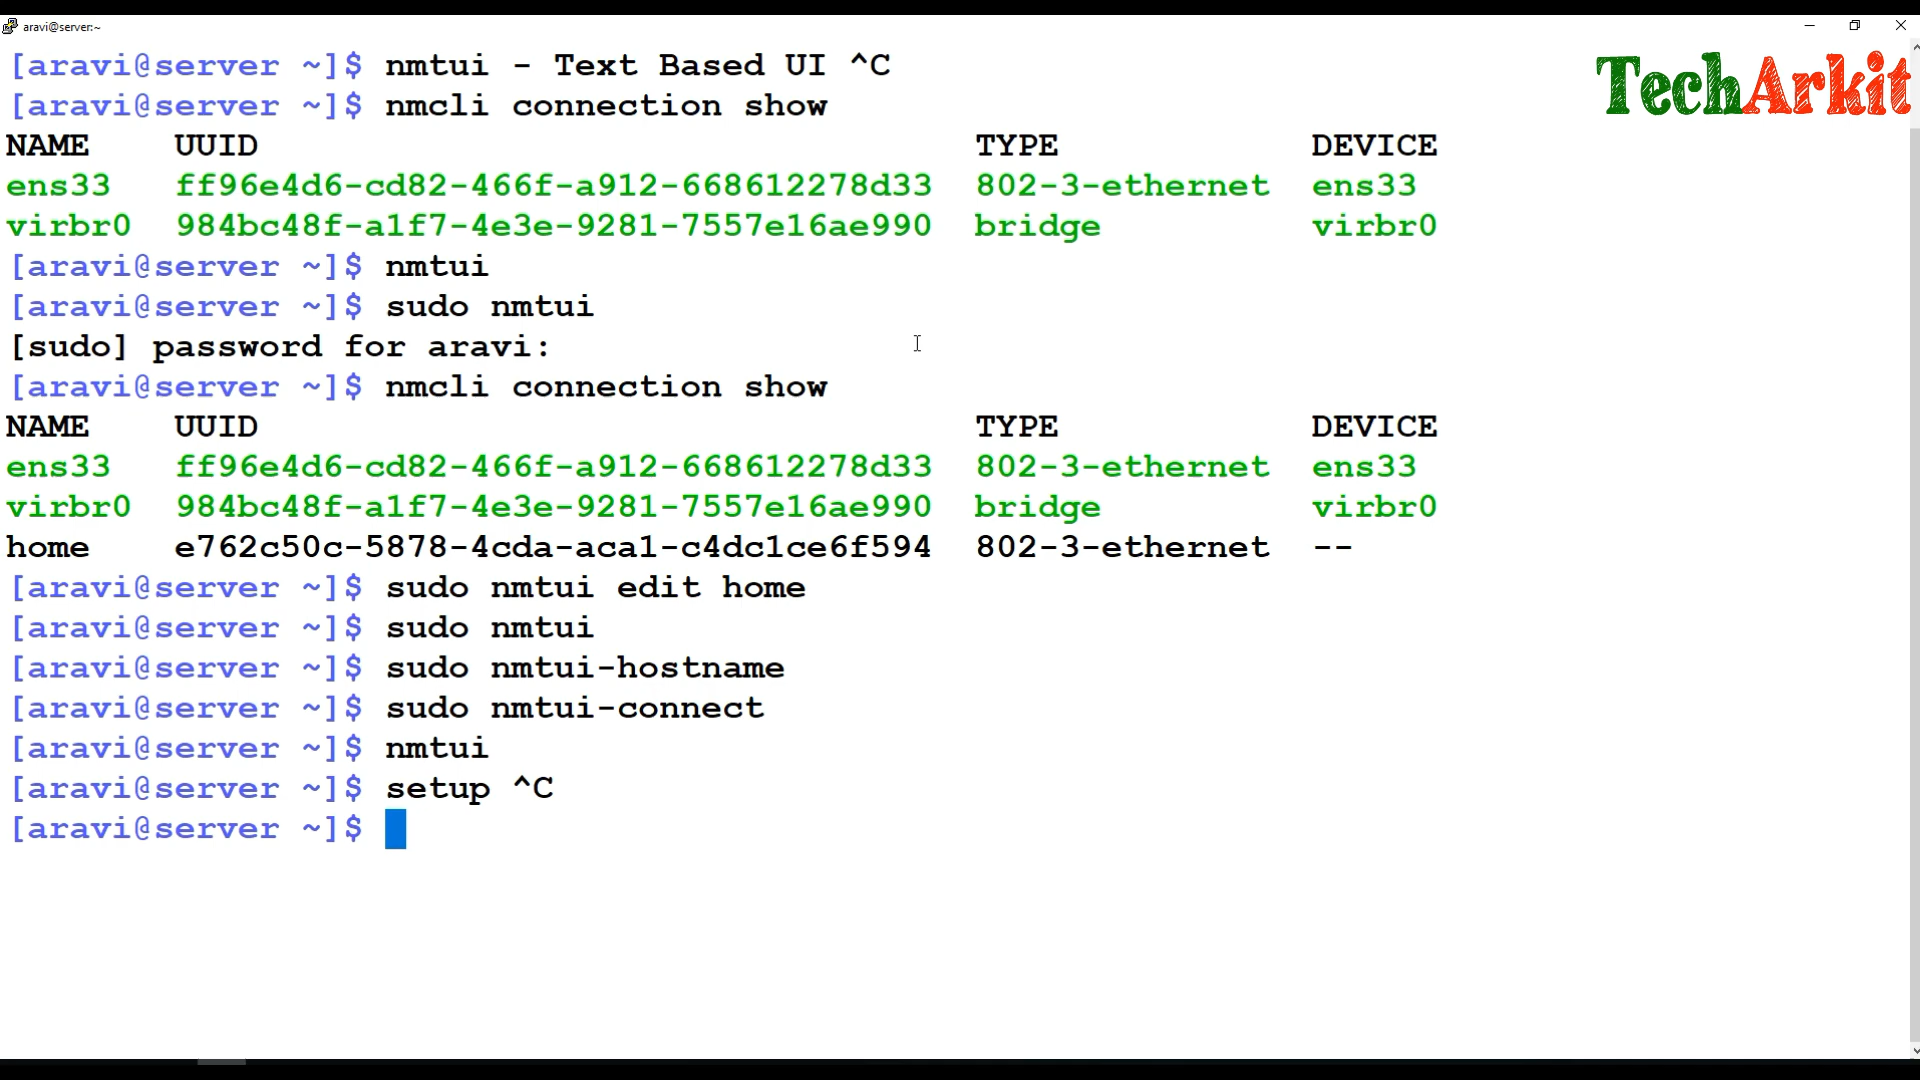 aravi@server:~
TechArkit
[aravi@server ~]$ nmtui - Text Based UI ^C
[aravi@server ~]$ nmcli connection show
NAME    UUID                                  TYPE            DEVICE
ens33   ff96e4d6-cd82-466f-a912-668612278d33  802-3-ethernet  ens33
virbr0  984bc48f-a1f7-4e3e-9281-7557e16ae990  bridge          virbr0
[aravi@server ~]$ nmtui
[aravi@server ~]$ sudo nmtui
[sudo] password for aravi:
[aravi@server ~]$ nmcli connection show
NAME    UUID                                  TYPE            DEVICE
ens33   ff96e4d6-cd82-466f-a912-668612278d33  802-3-ethernet  ens33
virbr0  984bc48f-a1f7-4e3e-9281-7557e16ae990  bridge          virbr0
home    e762c50c-5878-4cda-aca1-c4dc1ce6f594  802-3-ethernet  --
[aravi@server ~]$ sudo nmtui edit home
[aravi@server ~]$ sudo nmtui
[aravi@server ~]$ sudo nmtui-hostname
[aravi@server ~]$ sudo nmtui-connect
[aravi@server ~]$ nmtui
[aravi@server ~]$ setup ^C
[aravi@server ~]$